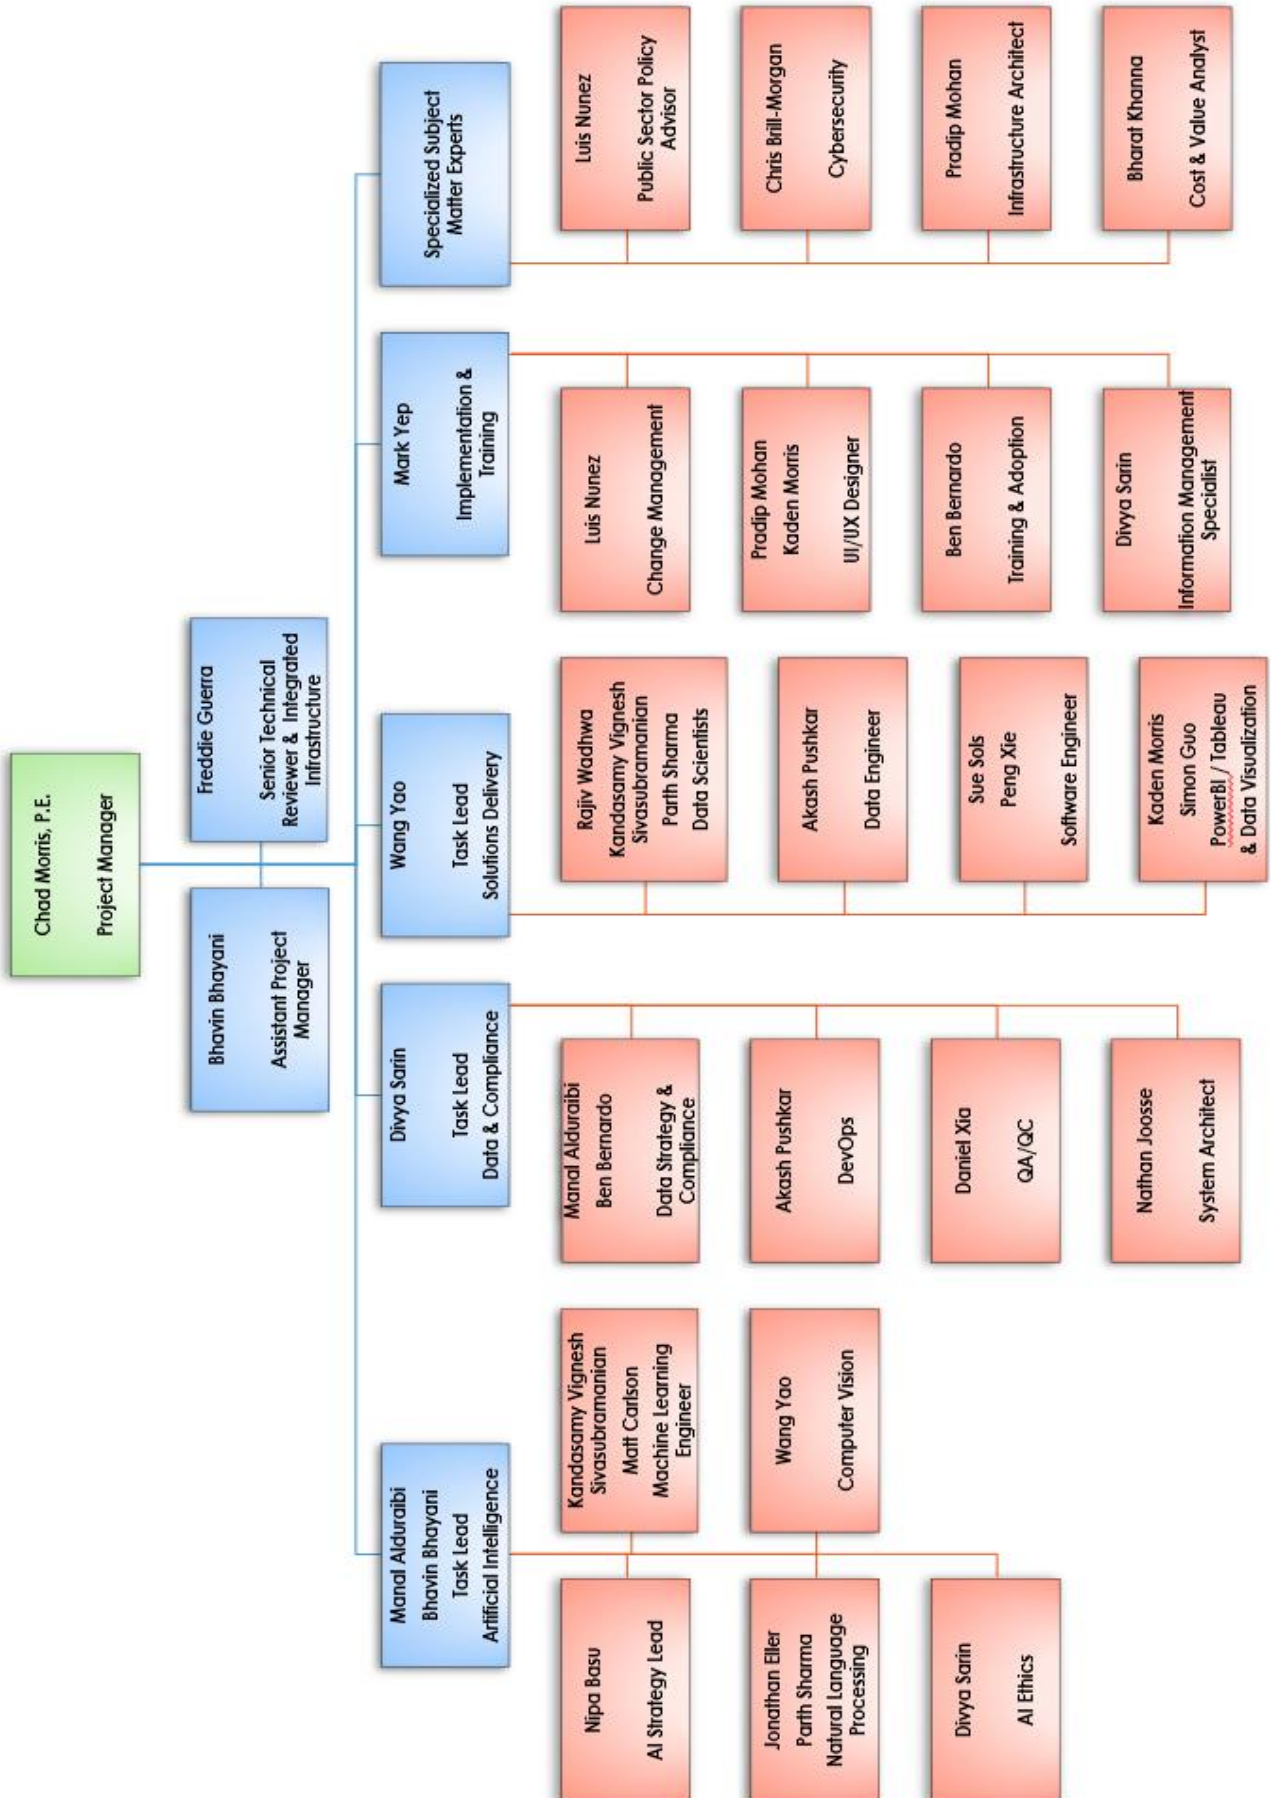 Chad Morris, P.E.
Project Manager
Bhavin Bhayani
Assistant Project
Manager
Freddie Guerra
Senior Technical
Reviewer & Integrated
Infrastructure
Manal Alduraibi
Bhavin Bhayani
Task Lead
Artificial Intelligence
Divya Sarin
Task Lead
Data & Compliance
Wang Yao
Task Lead
Solutions Delivery
Mark Yep
Implementation &
Training
Specialized Subject
Matter Experts
Nipa Basu
AI Strategy Lead
Kandasamy Vignesh
Sivasubramanian
Matt Carlson
Machine Learning
Engineer
Jonathan Eller
Parth Sharma
Natural Language
Processing
Wang Yao
Computer Vision
Divya Sarin
AI Ethics
Manal Alduraibi
Ben Bernardo
Data Strategy &
Compliance
Akash Pushkar
DevOps
Daniel Xia
QA/QC
Nathan Joosse
System Architect
Rajiv Wadhwa
Kandasamy Vignesh
Sivasubramanian
Parth Sharma
Data Scientists
Akash Pushkar
Data Engineer
Sue Sols
Peng Xie
Software Engineer
Kaden Morris
Simon Guo
PowerBI / Tableau
& Data Visualization
Luis Nunez
Change Management
Pradip Mohan
Kaden Morris
UI/UX Designer
Ben Bernardo
Training & Adoption
Divya Sarin
Information Management
Specialist
Luis Nunez
Public Sector Policy
Advisor
Chris Brill-Morgan
Cybersecurity
Pradip Mohan
Infrastructure Architect
Bharat Khanna
Cost & Value Analyst